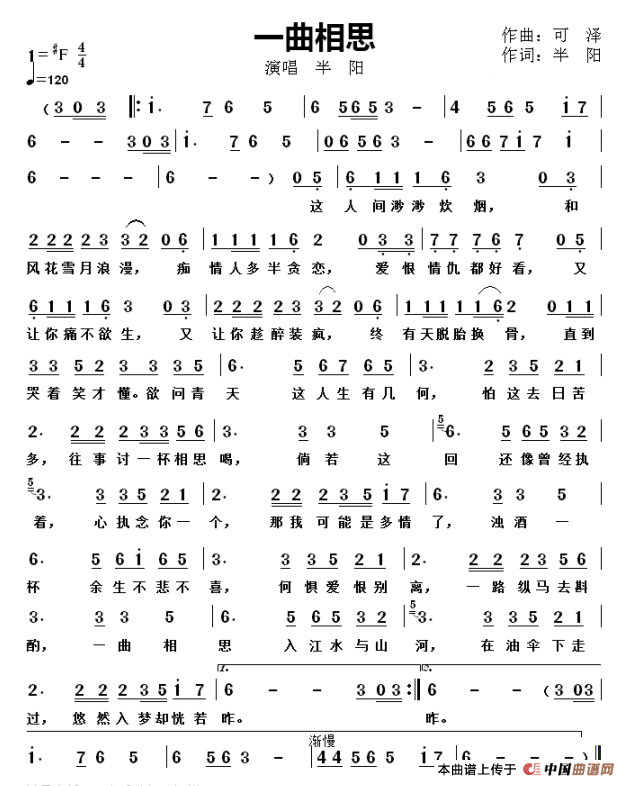 一曲相思
1=#F 4/4
作曲：可 泽
♩=120
演唱 半 阳
作词：半 阳
（3 0 3 ‖: i· 7 6 5 | 6 5 6 5 3 - | 4 5 6 5 i 7 |
6 - - 3 0 3 | i· 7 6 5 | 0 6 5 6 3 - | 6 6 7 i 7 i |
6 - - - | 6 - - ） 0 5 | 6 1 1 1 6 3 0 3 |
这 人 间 渺 渺 炊 烟， 和
2 2 2 2 3 3 2 0 6 | 1 1 1 1 6 2 0 3 | 7 7 7 6 7 0 5 |
风花雪月浪漫， 痴 情人多半贪恋， 爱 恨 情仇都好看， 又
6 1 1 1 6 3 0 3 | 2 2 2 2 3 3 2 0 6 | 1 1 1 1 1 6 2 0 0 |
让你痛不欲生， 又 让你趁醉装疯， 终 有天脱胎换 骨， 直到
3 3 5 2 3 3 3 5 | 6· 5 6 7 6 5 | 3· 2 3 5 2 1 |
哭着笑才懂。欲问青 天 这人生有几何， 怕这去日苦
2· 2 2 2 3 3 5 6 | 3· 3 3 5 | 5 6· 5 6 5 3 2 |
多， 往事讨一杯相思喝， 倘若 这 回 还像曾经执
5 3· 3 3 5 2 1 | 2· 2 2 2 3 5 i 7 | 6· 3 3 5 |
着， 心执念你一个， 那我可能是多情了， 浊酒一
6· 5 6 i 6 5 | 3· 3 3 5 2 1 | 2· 2 2 2 3 5 6 |
杯 余生不悲不喜， 何惧爱恨别离， 一路纵马去斟
3· 3 3 5 | 6· 5 6 5 3 2 | 5 3· 3 3 5 2 1 |
酌， 一曲 相 思 入江水与山河， 在油伞下走
1. 2.
2· 2 2 2 3 5 i 7 | 6 - - 3 0 3 :‖ 6 - - （3 0 3 |
过， 悠然入梦却恍若昨。 昨。
渐慢
i· 7 6 5 | 6 5 6 3 - | 4 4 5 6 5 i 7
本曲谱上传于 中国曲谱网